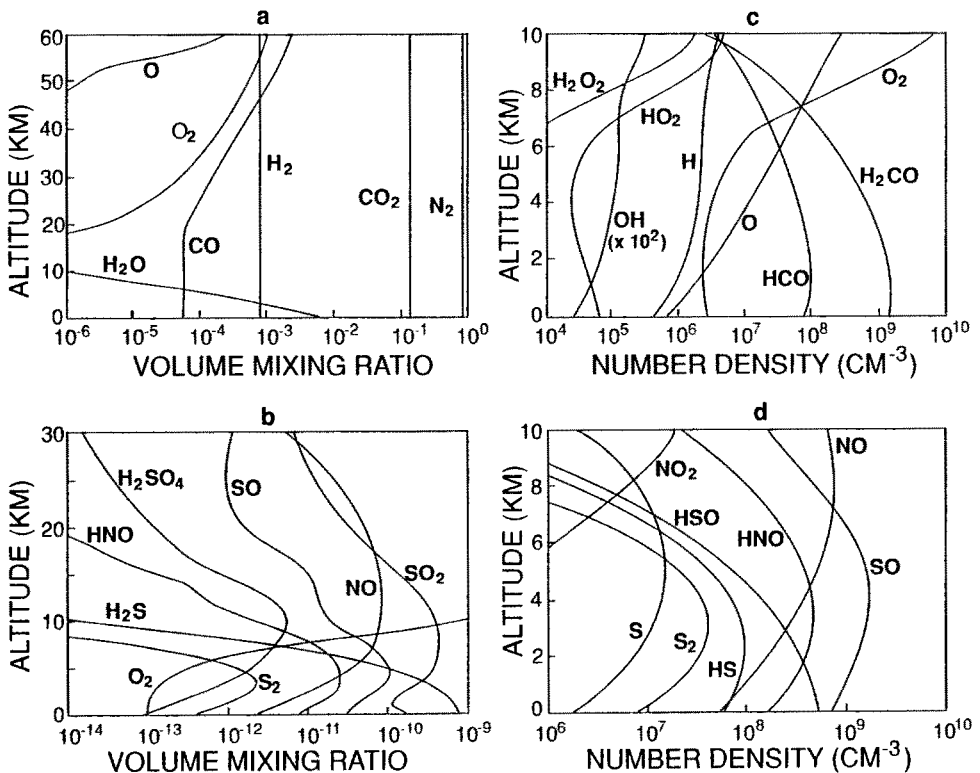 a
60
50
40
30
20
10
0
ALTITUDE (KM)
O
O₂
H₂
CO₂
N₂
CO
H₂O
10⁻⁶ 10⁻⁵ 10⁻⁴ 10⁻³ 10⁻² 10⁻¹ 10⁰
VOLUME MIXING RATIO
c
10
8
6
4
2
0
ALTITUDE (KM)
H₂O₂
O₂
HO₂
H
H₂CO
OH
(x 10²)
O
HCO
10⁴ 10⁵ 10⁶ 10⁷ 10⁸ 10⁹ 10¹⁰
NUMBER DENSITY (CM⁻³)
b
30
20
10
0
ALTITUDE (KM)
H₂SO₄
SO
HNO
SO₂
NO
H₂S
O₂
S₂
10⁻¹⁴ 10⁻¹³ 10⁻¹² 10⁻¹¹ 10⁻¹⁰ 10⁻⁹
VOLUME MIXING RATIO
d
10
8
6
4
2
0
ALTITUDE (KM)
NO
NO₂
HSO
HNO
SO
S
S₂
HS
10⁶ 10⁷ 10⁸ 10⁹ 10¹⁰
NUMBER DENSITY (CM⁻³)